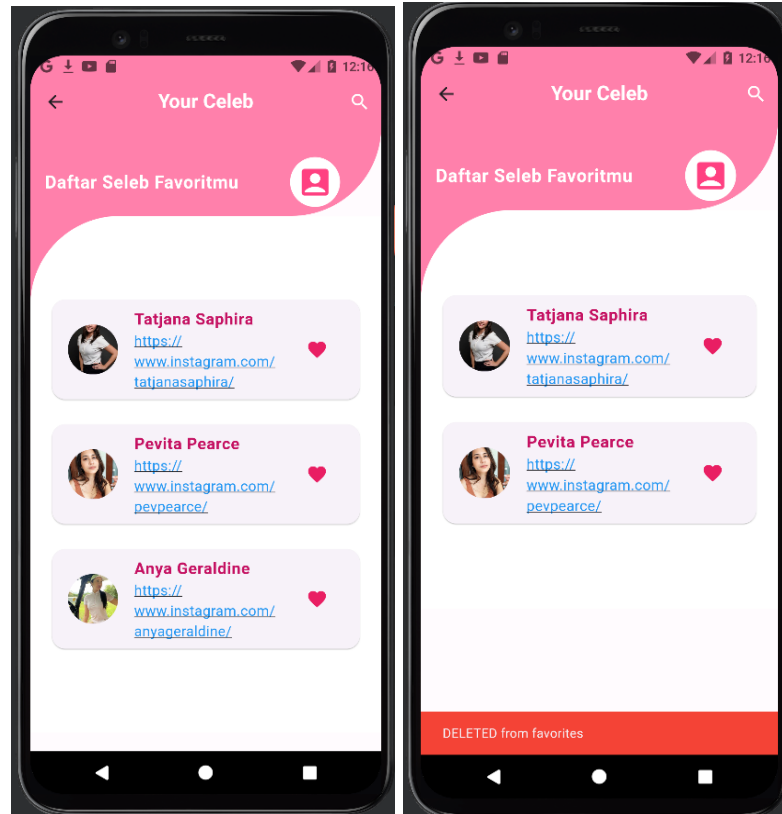 G 12:16
Your Celeb
Daftar Seleb Favoritmu
Tatjana Saphira
https://
www.instagram.com/
tatjanasaphira/
Pevita Pearce
https://
www.instagram.com/
pevpearce/
Anya Geraldine
https://
www.instagram.com/
anyageraldine/
G 12:16
Your Celeb
Daftar Seleb Favoritmu
Tatjana Saphira
https://
www.instagram.com/
tatjanasaphira/
Pevita Pearce
https://
www.instagram.com/
pevpearce/
DELETED from favorites